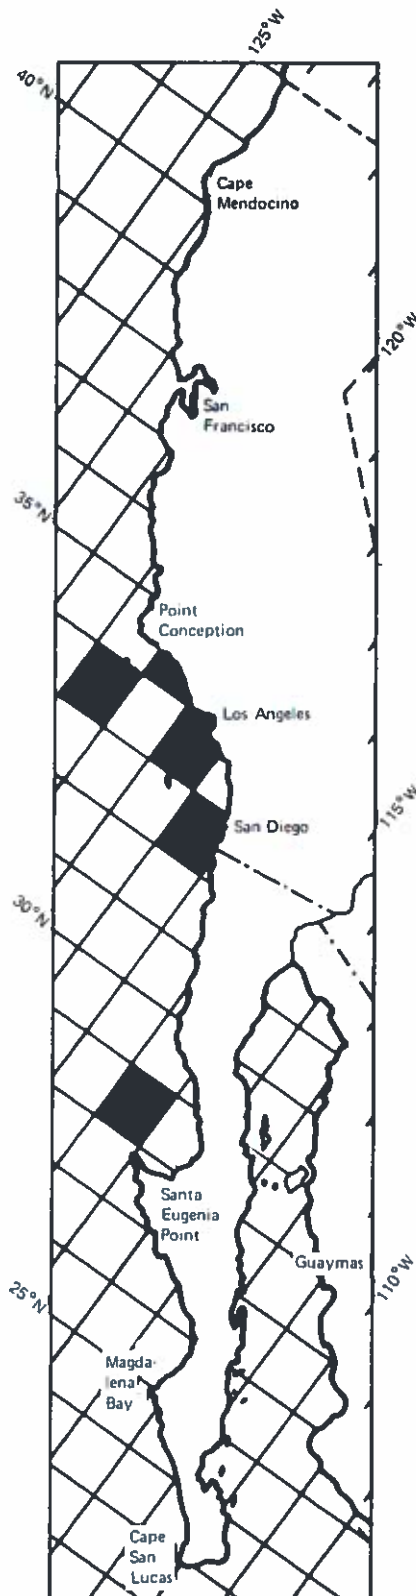 125°W
40°N
Cape
Mendocino
120°W
San
Francisco
35°N
Point
Conception
Los Angeles
115°W
San Diego
30°N
Santa
Eugenia
Point
Guaymas
110°W
25°N
Magda-
lena
Bay
Cape
San
Lucas